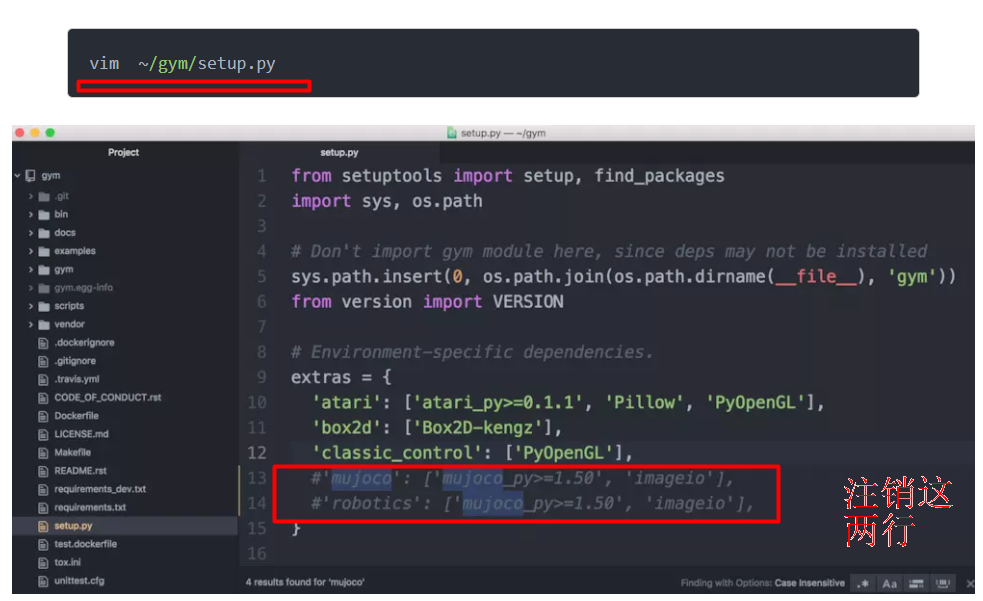 vim  ~/gym/setup.py
setup.py — ~/gym
Project
setup.py
gym
.git
bin
docs
examples
gym
gym.egg-info
scripts
vendor
.dockerignore
.gitignore
.travis.yml
CODE_OF_CONDUCT.rst
Dockerfile
LICENSE.md
Makefile
README.rst
requirements_dev.txt
requirements.txt
setup.py
test.dockerfile
tox.ini
unittest.cfg
1 from setuptools import setup, find_packages
2 import sys, os.path
3
4 # Don't import gym module here, since deps may not be installed
5 sys.path.insert(0, os.path.join(os.path.dirname(__file__), 'gym'))
6 from version import VERSION
7
8 # Environment-specific dependencies.
9 extras = {
10   'atari': ['atari_py>=0.1.1', 'Pillow', 'PyOpenGL'],
11   'box2d': ['Box2D-kengz'],
12   'classic_control': ['PyOpenGL'],
13   #'mujoco': ['mujoco_py>=1.50', 'imageio'],
14   #'robotics': ['mujoco_py>=1.50', 'imageio'],
15 }
16
注销这
两行
4 results found for 'mujoco'
Finding with Options: Case Insensitive
.* Aa